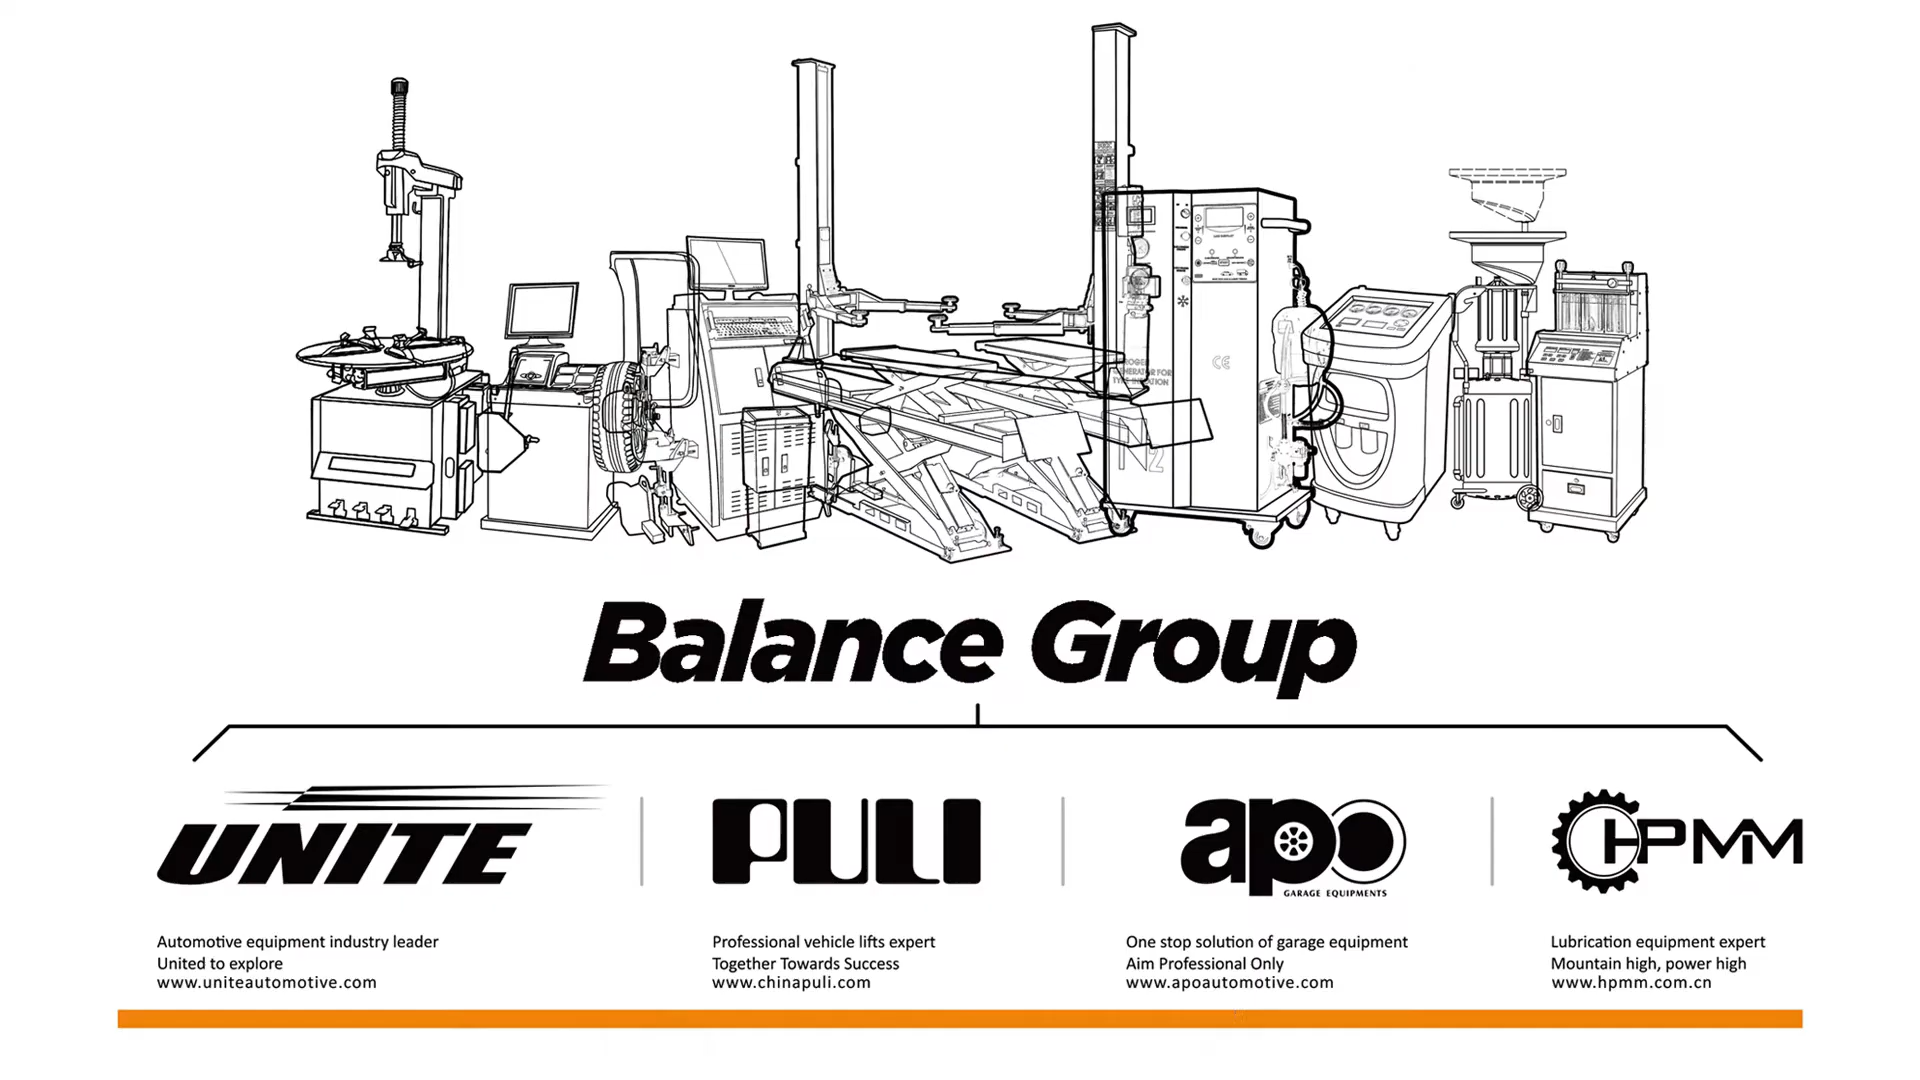 CE
Balance Group
UNITE
PULI
apo
GARAGE EQUIPMENTS
HPMM
Automotive equipment industry leader
United to explore
www.uniteautomotive.com
Professional vehicle lifts expert
Together Towards Success
www.chinapuli.com
One stop solution of garage equipment
Aim Professional Only
www.apoautomotive.com
Lubrication equipment expert
Mountain high, power high
www.hpmm.com.cn